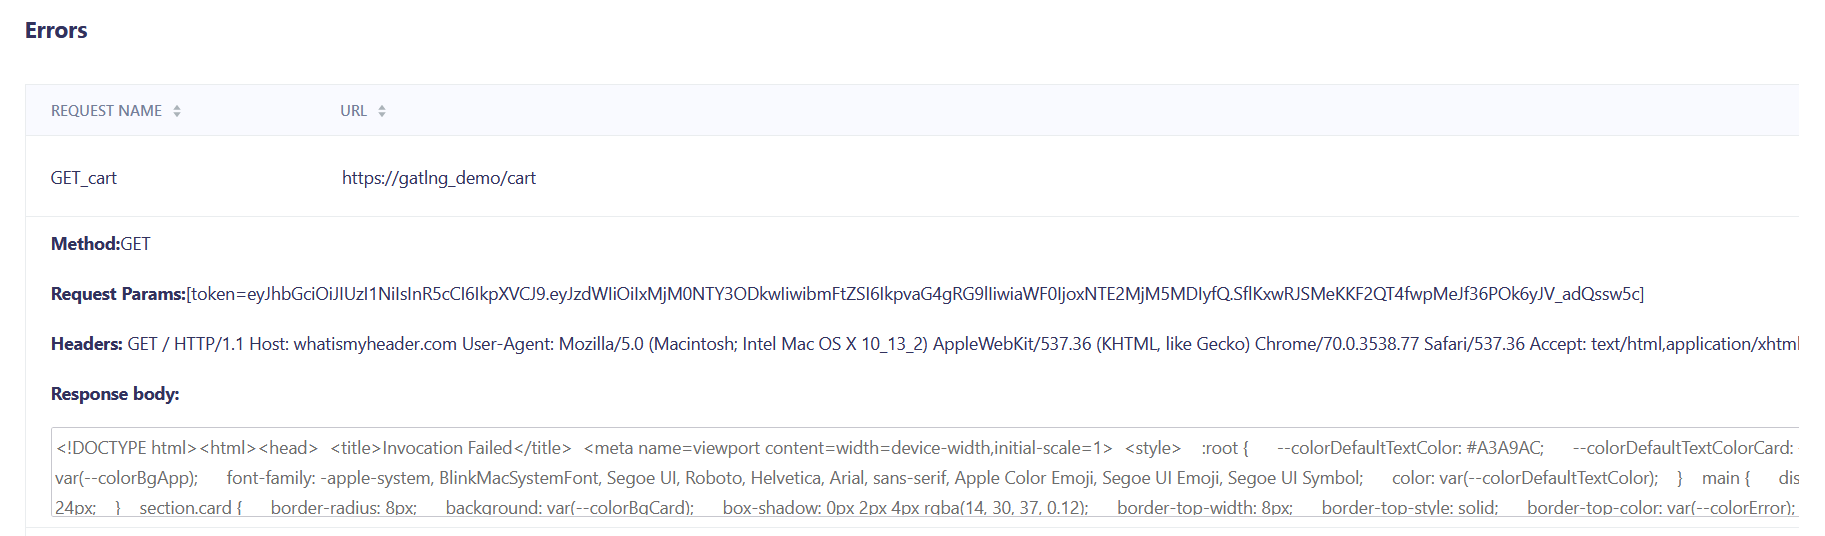 Errors
REQUEST NAME URL
GET_cart https://gatlng_demo/cart
Method:GET
Request Params:[token=eyJhbGciOiJIUzI1NiIsInR5cCI6IkpXVCJ9.eyJzdWIiOiIxMjM0NTY3ODkwIiwibmFtZSI6IkpvaG4gRG9lIiwiaWF0IjoxNTE2MjM5MDIyfQ.SflKxwRJSMeKKF2QT4fwpMeJf36POk6yJV_adQssw5c]
Headers: GET / HTTP/1.1 Host: whatismyheader.com User-Agent: Mozilla/5.0 (Macintosh; Intel Mac OS X 10_13_2) AppleWebKit/537.36 (KHTML, like Gecko) Chrome/70.0.3538.77 Safari/537.36 Accept: text/html,application/xhtml
Response body:
<!DOCTYPE html><html><head> <title>Invocation Failed</title> <meta name=viewport content=width=device-width,initial-scale=1> <style> :root { --colorDefaultTextColor: #A3A9AC; --colorDefaultTextColorCard:
var(--colorBgApp); font-family: -apple-system, BlinkMacSystemFont, Segoe UI, Roboto, Helvetica, Arial, sans-serif, Apple Color Emoji, Segoe UI Emoji, Segoe UI Symbol; color: var(--colorDefaultTextColor); } main { dis
24px; } section.card { border-radius: 8px; background: var(--colorBgCard); box-shadow: 0px 2px 4px rgba(14, 30, 37, 0.12); border-top-width: 8px; border-top-style: solid; border-top-color: var(--colorError);